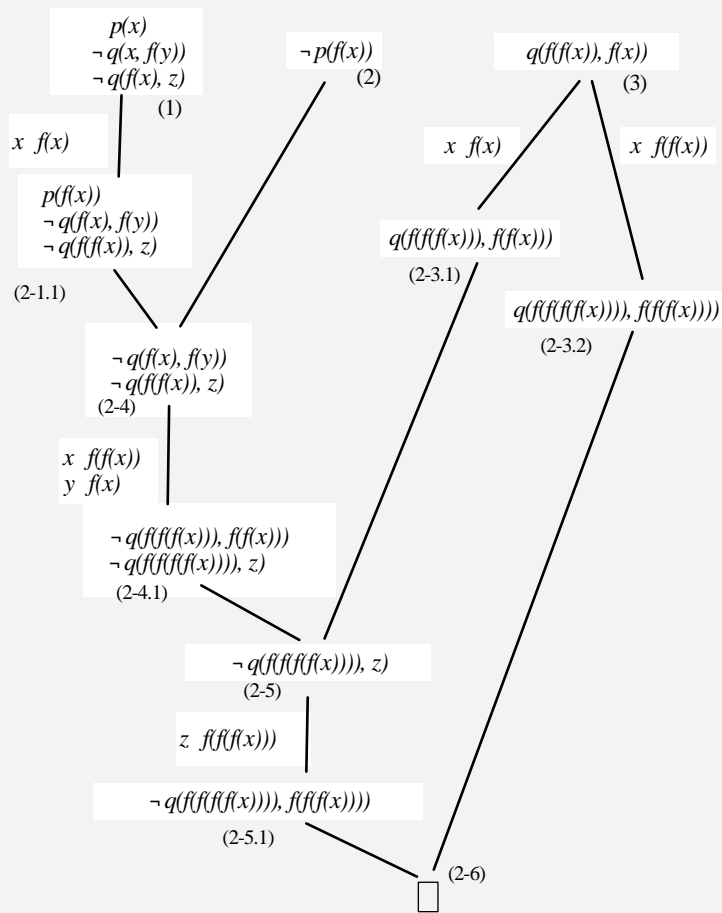 p(x)
¬ q(x, f(y))
¬ q(f(x), z)
(1)
¬ p(f(x))
(2)
q(f(f(x)), f(x))
(3)
x f(x)
x f(x)
x f(f(x))
p(f(x))
¬ q(f(x), f(y))
¬ q(f(f(x)), z)
(2-1.1)
q(f(f(f(x))), f(f(x)))
(2-3.1)
q(f(f(f(f(x)))), f(f(f(x))))
(2-3.2)
¬ q(f(x), f(y))
¬ q(f(f(x)), z)
(2-4)
x f(f(x))
y f(x)
¬ q(f(f(f(x))), f(f(x)))
¬ q(f(f(f(f(x)))), z)
(2-4.1)
¬ q(f(f(f(f(x)))), z)
(2-5)
z f(f(f(x)))
¬ q(f(f(f(f(x)))), f(f(f(x))))
(2-5.1)
(2-6)